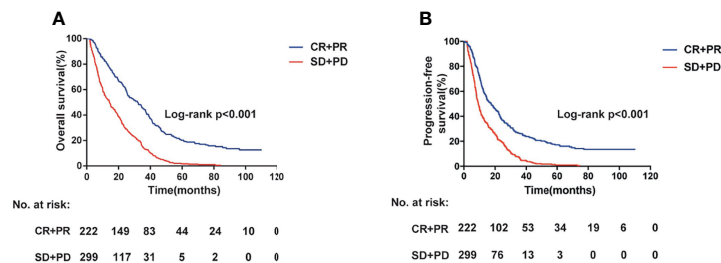 A
Overall survival(%)
100
80
60
40
20
0
0 20 40 60 80 100 120
Time(months)
CR+PR
SD+PD
Log-rank p<0.001
No. at risk:
CR+PR 222 149 83 44 24 10 0
SD+PD 299 117 31 5 2 0 0
B
Progression-free
survival(%)
100
80
60
40
20
0
0 20 40 60 80 100 120
Time(months)
CR+PR
SD+PD
Log-rank p<0.001
No. at risk:
CR+PR 222 102 53 34 19 6 0
SD+PD 299 76 13 3 0 0 0